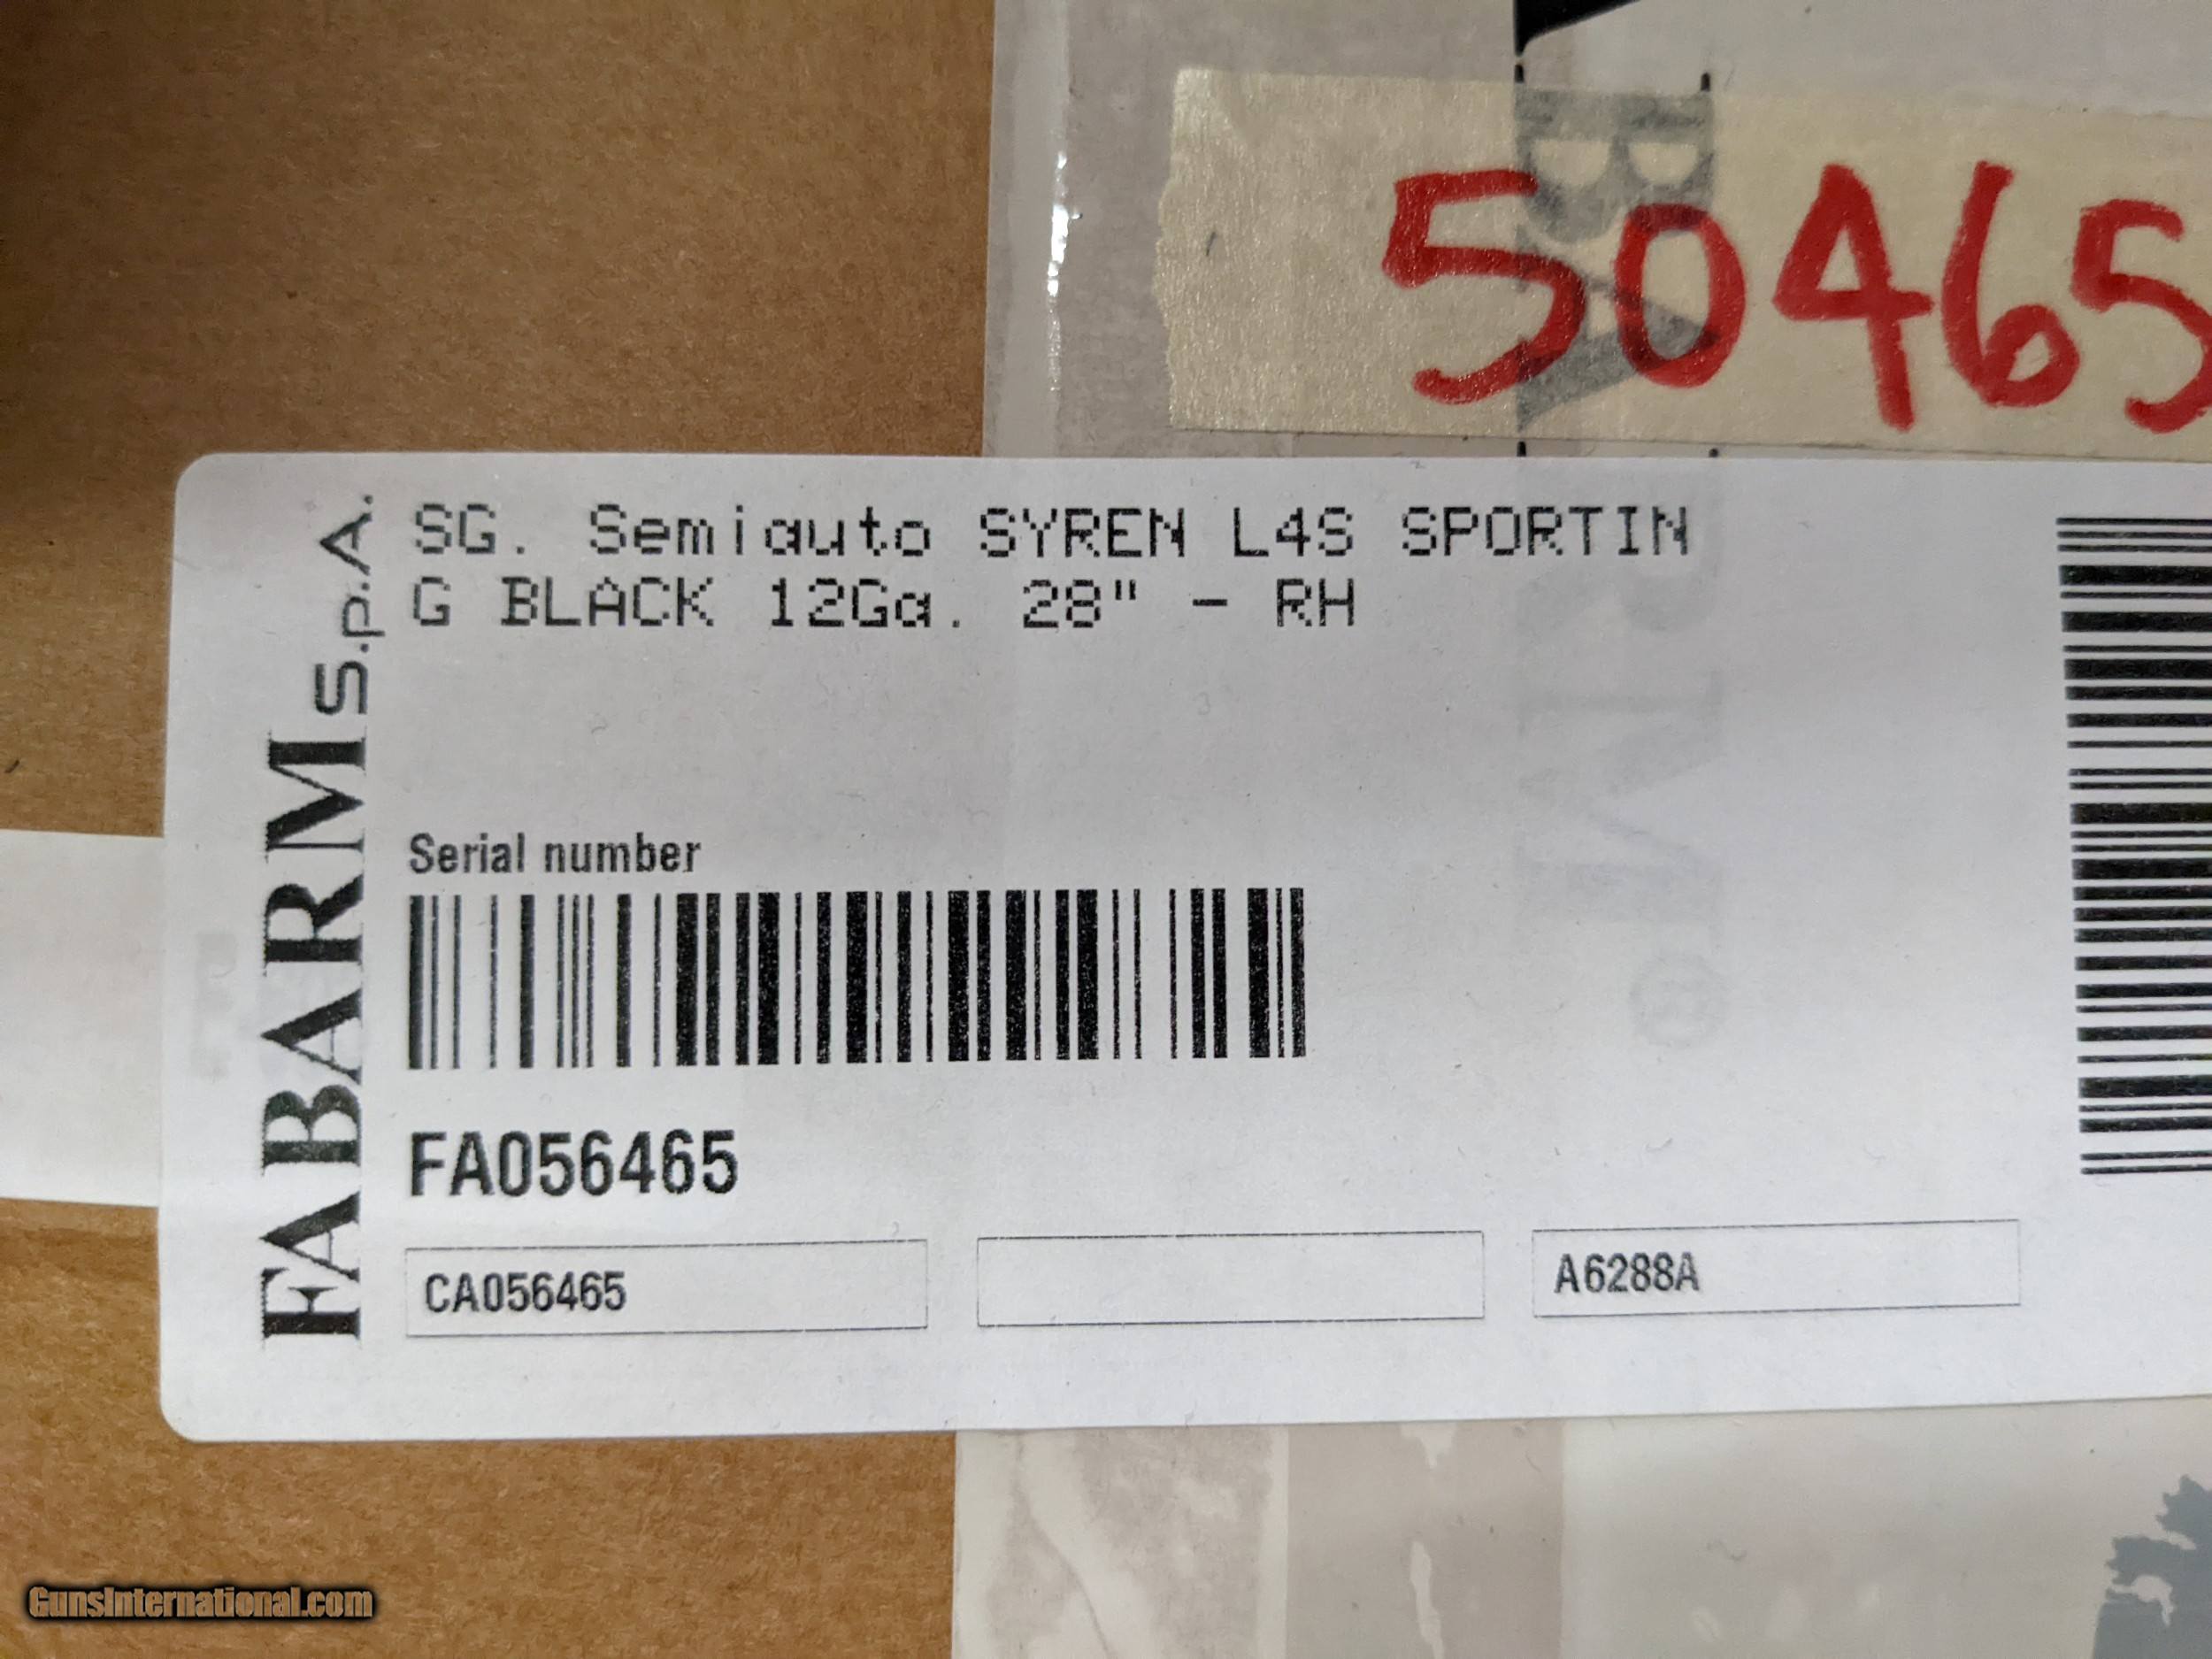 50465
FABARM S.p.A.
SG. Semiauto SYREN L4S SPORTIN
G BLACK 12Ga. 28" - RH
Serial number
FA056465
CA056465
A6288A
GunsInternational.com